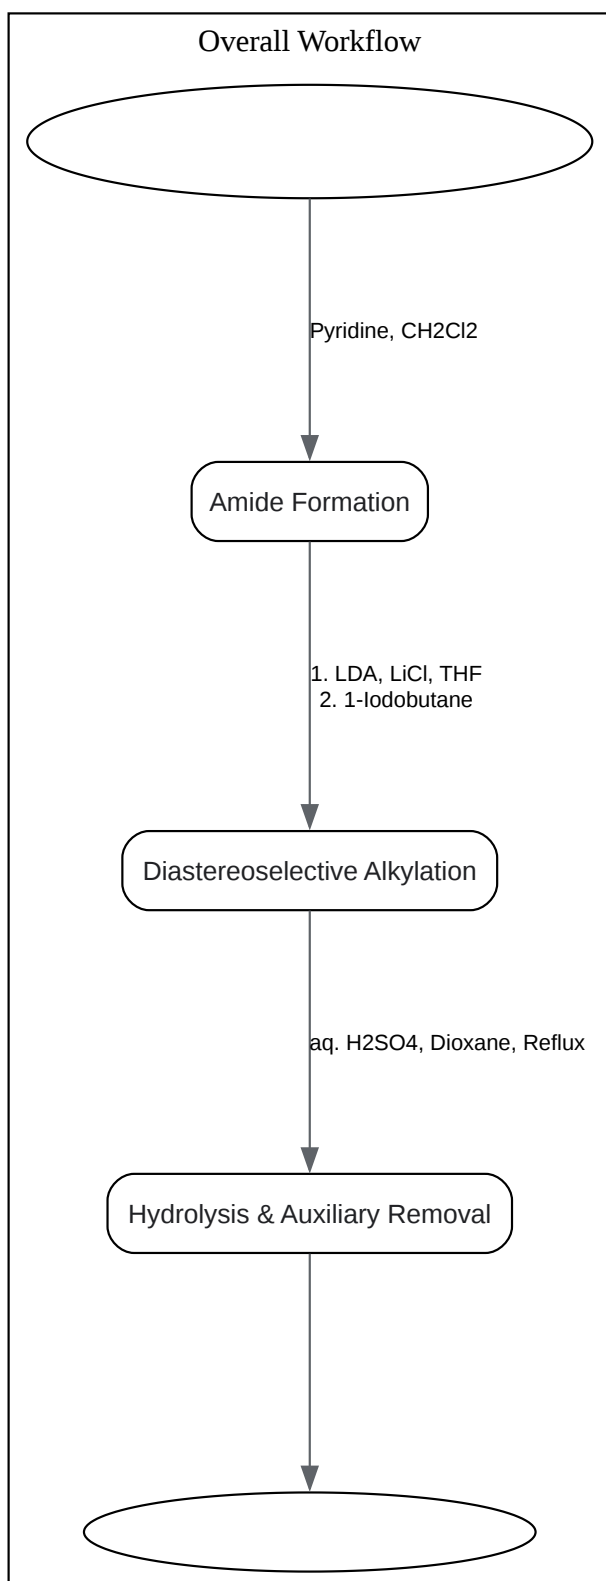 Overall Workflow
Pyridine, CH2Cl2
Amide Formation
1. LDA, LiCl, THF
2. 1-Iodobutane
Diastereoselective Alkylation
aq. H2SO4, Dioxane, Reflux
Hydrolysis & Auxiliary Removal